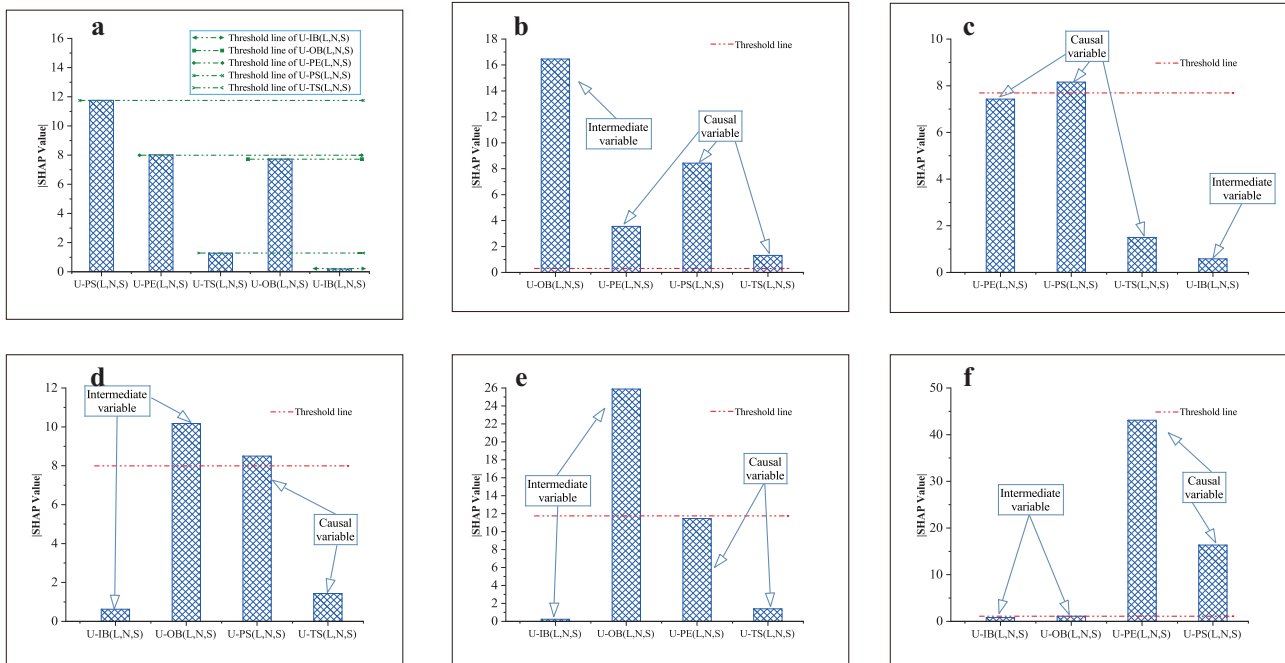 a
Threshold line of U-IB(L,N,S)
Threshold line of U-OB(L,N,S)
Threshold line of U-PE(L,N,S)
Threshold line of U-PS(L,N,S)
Threshold line of U-TS(L,N,S)
|SHAP Value|
16
14
12
10
8
6
4
2
0
U-PS(L,N,S) U-PE(L,N,S) U-TS(L,N,S) U-OB(L,N,S) U-IB(L,N,S)
b
Threshold line
Intermediate
variable
Causal
variable
|SHAP Value|
18
16
14
12
10
8
6
4
2
0
U-OB(L,N,S) U-PE(L,N,S) U-PS(L,N,S) U-TS(L,N,S)
c
Causal
variable
Threshold line
Intermediate
variable
|SHAP Value|
10
8
6
4
2
0
U-PE(L,N,S) U-PS(L,N,S) U-TS(L,N,S) U-IB(L,N,S)
d
Intermediate
variable
Threshold line
Causal
variable
|SHAP Value|
12
10
8
6
4
2
0
U-IB(L,N,S) U-OB(L,N,S) U-PS(L,N,S) U-TS(L,N,S)
e
Threshold line
Intermediate
variable
Causal
variable
|SHAP Value|
26
24
22
20
18
16
14
12
10
8
6
4
2
0
U-IB(L,N,S) U-OB(L,N,S) U-PE(L,N,S) U-TS(L,N,S)
f
Threshold line
Intermediate
variable
Causal
variable
|SHAP Value|
50
40
30
20
10
0
U-IB(L,N,S) U-OB(L,N,S) U-PE(L,N,S) U-PS(L,N,S)